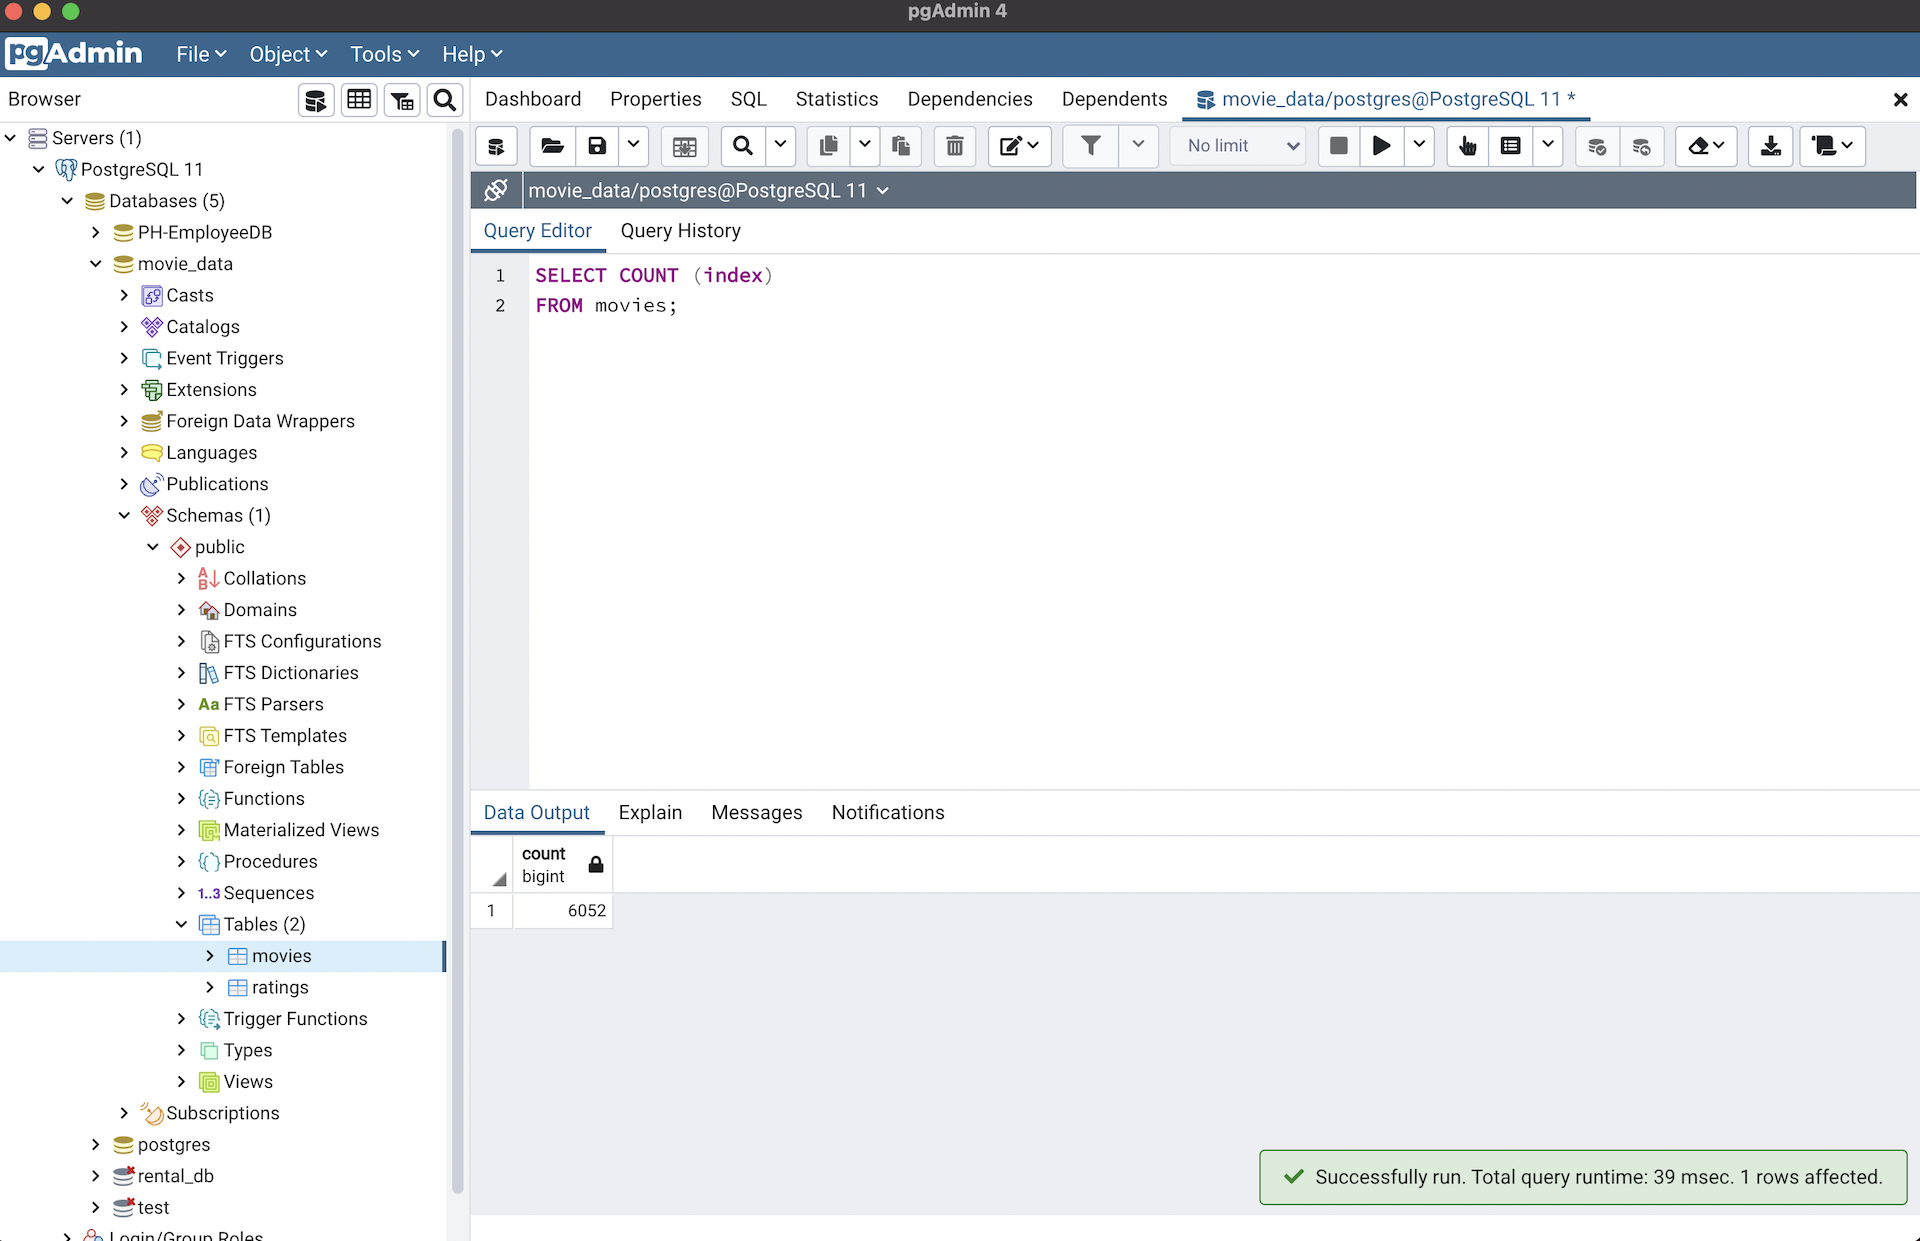 pgAdmin 4
pgAdmin File Object Tools Help
Browser
Dashboard Properties SQL Statistics Dependencies Dependents movie_data/postgres@PostgreSQL 11 *
No limit
movie_data/postgres@PostgreSQL 11
Query Editor Query History
1 SELECT COUNT (index)
2 FROM movies;
Servers (1)
PostgreSQL 11
Databases (5)
PH-EmployeeDB
movie_data
Casts
Catalogs
Event Triggers
Extensions
Foreign Data Wrappers
Languages
Publications
Schemas (1)
public
Collations
Domains
FTS Configurations
FTS Dictionaries
Aa FTS Parsers
FTS Templates
Foreign Tables
Functions
Materialized Views
Procedures
1..3 Sequences
Tables (2)
movies
ratings
Trigger Functions
Types
Views
Subscriptions
postgres
rental_db
test
Login/Group Roles
Data Output Explain Messages Notifications
count
bigint
1 6052
Successfully run. Total query runtime: 39 msec. 1 rows affected.